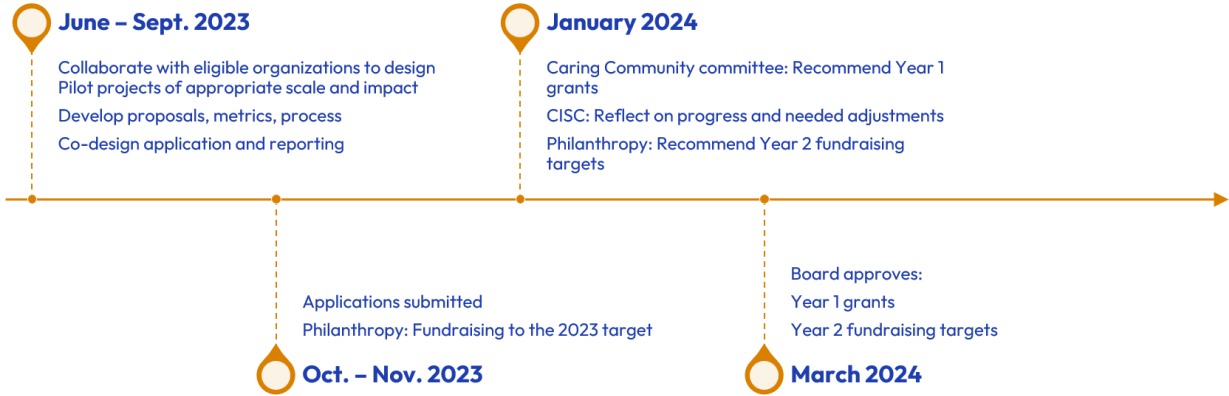 June – Sept. 2023
Collaborate with eligible organizations to design
Pilot projects of appropriate scale and impact
Develop proposals, metrics, process
Co-design application and reporting
January 2024
Caring Community committee: Recommend Year 1
grants
CISC: Reflect on progress and needed adjustments
Philanthropy: Recommend Year 2 fundraising
targets
Applications submitted
Philanthropy: Fundraising to the 2023 target
Oct. – Nov. 2023
Board approves:
Year 1 grants
Year 2 fundraising targets
March 2024